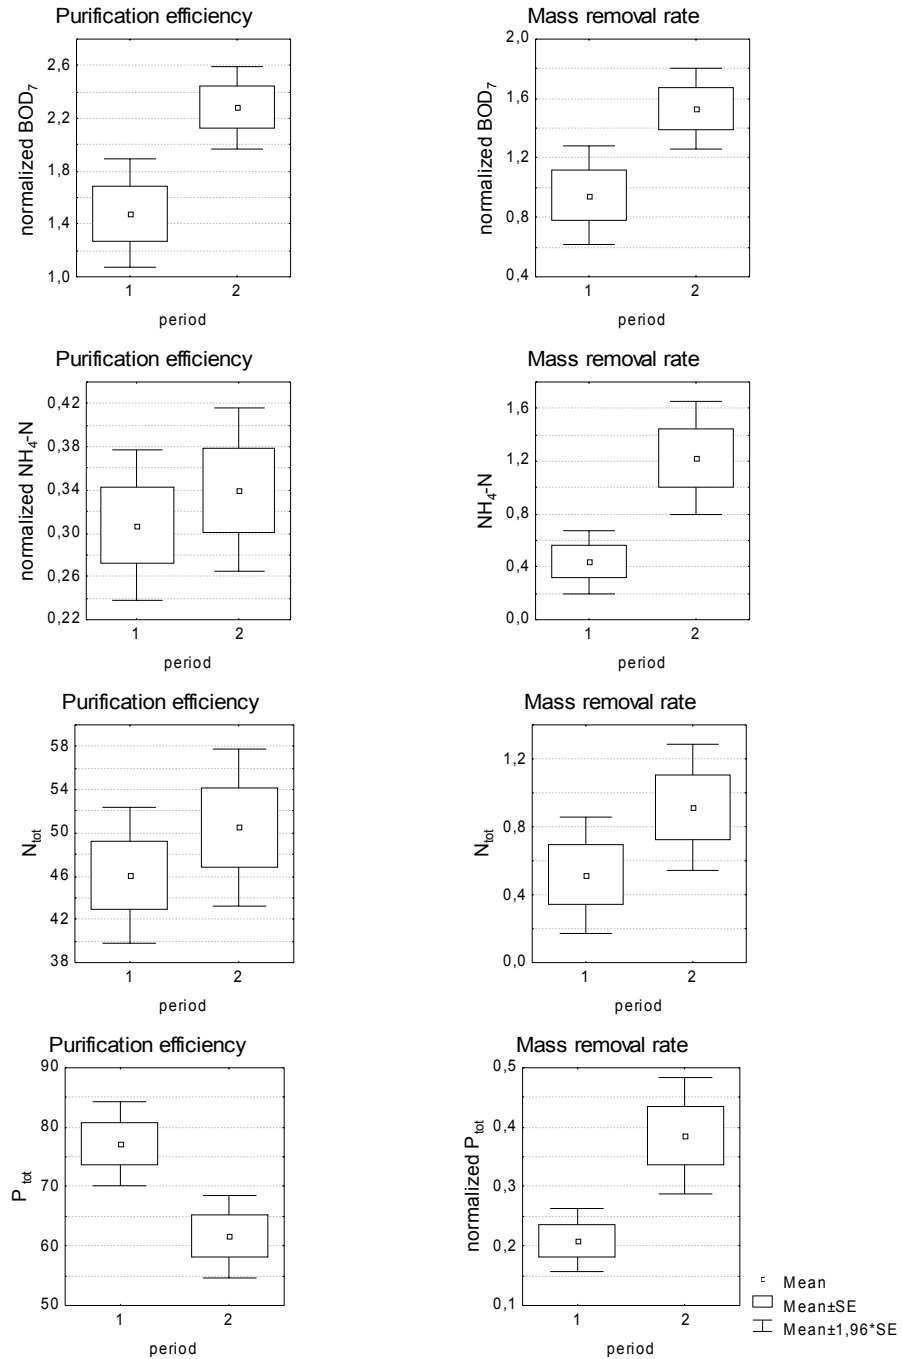 Purification efficiency
normalized BOD7
2,6
2,2
1,8
1,4
1,0
1 2
period
Mass removal rate
normalized BOD7
2,0
1,6
1,2
0,8
0,4
1 2
period
Purification efficiency
normalized NH4-N
0,42
0,38
0,34
0,30
0,26
0,22
1 2
period
Mass removal rate
NH4-N
1,6
1,2
0,8
0,4
0,0
1 2
period
Purification efficiency
Ntot
58
54
50
46
42
38
1 2
period
Mass removal rate
Ntot
1,2
0,8
0,4
0,0
1 2
period
Purification efficiency
Ptot
90
80
70
60
50
1 2
period
Mass removal rate
normalized Ptot
0,5
0,4
0,3
0,2
0,1
1 2
period
Mean
Mean±SE
Mean±1,96*SE